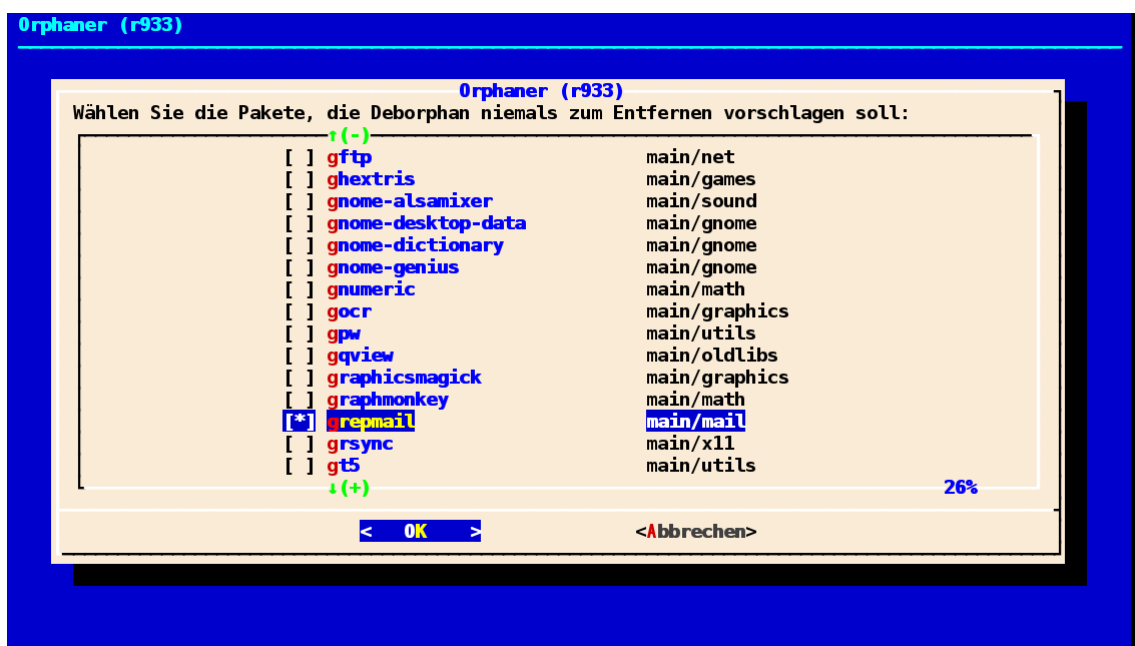 Orphaner (r933)
Orphaner (r933)
Wählen Sie die Pakete, die Deborphan niemals zum Entfernen vorschlagen soll:
↑(-)
[ ] gftp main/net
[ ] ghextris main/games
[ ] gnome-alsamixer main/sound
[ ] gnome-desktop-data main/gnome
[ ] gnome-dictionary main/gnome
[ ] gnome-genius main/gnome
[ ] gnumeric main/math
[ ] gocr main/graphics
[ ] gpw main/utils
[ ] gqview main/oldlibs
[ ] graphicsmagick main/graphics
[ ] graphmonkey main/math
[*] grepmail main/mail
[ ] grsync main/x11
[ ] gt5 main/utils
↓(+) 26%
< OK > <Abbrechen>